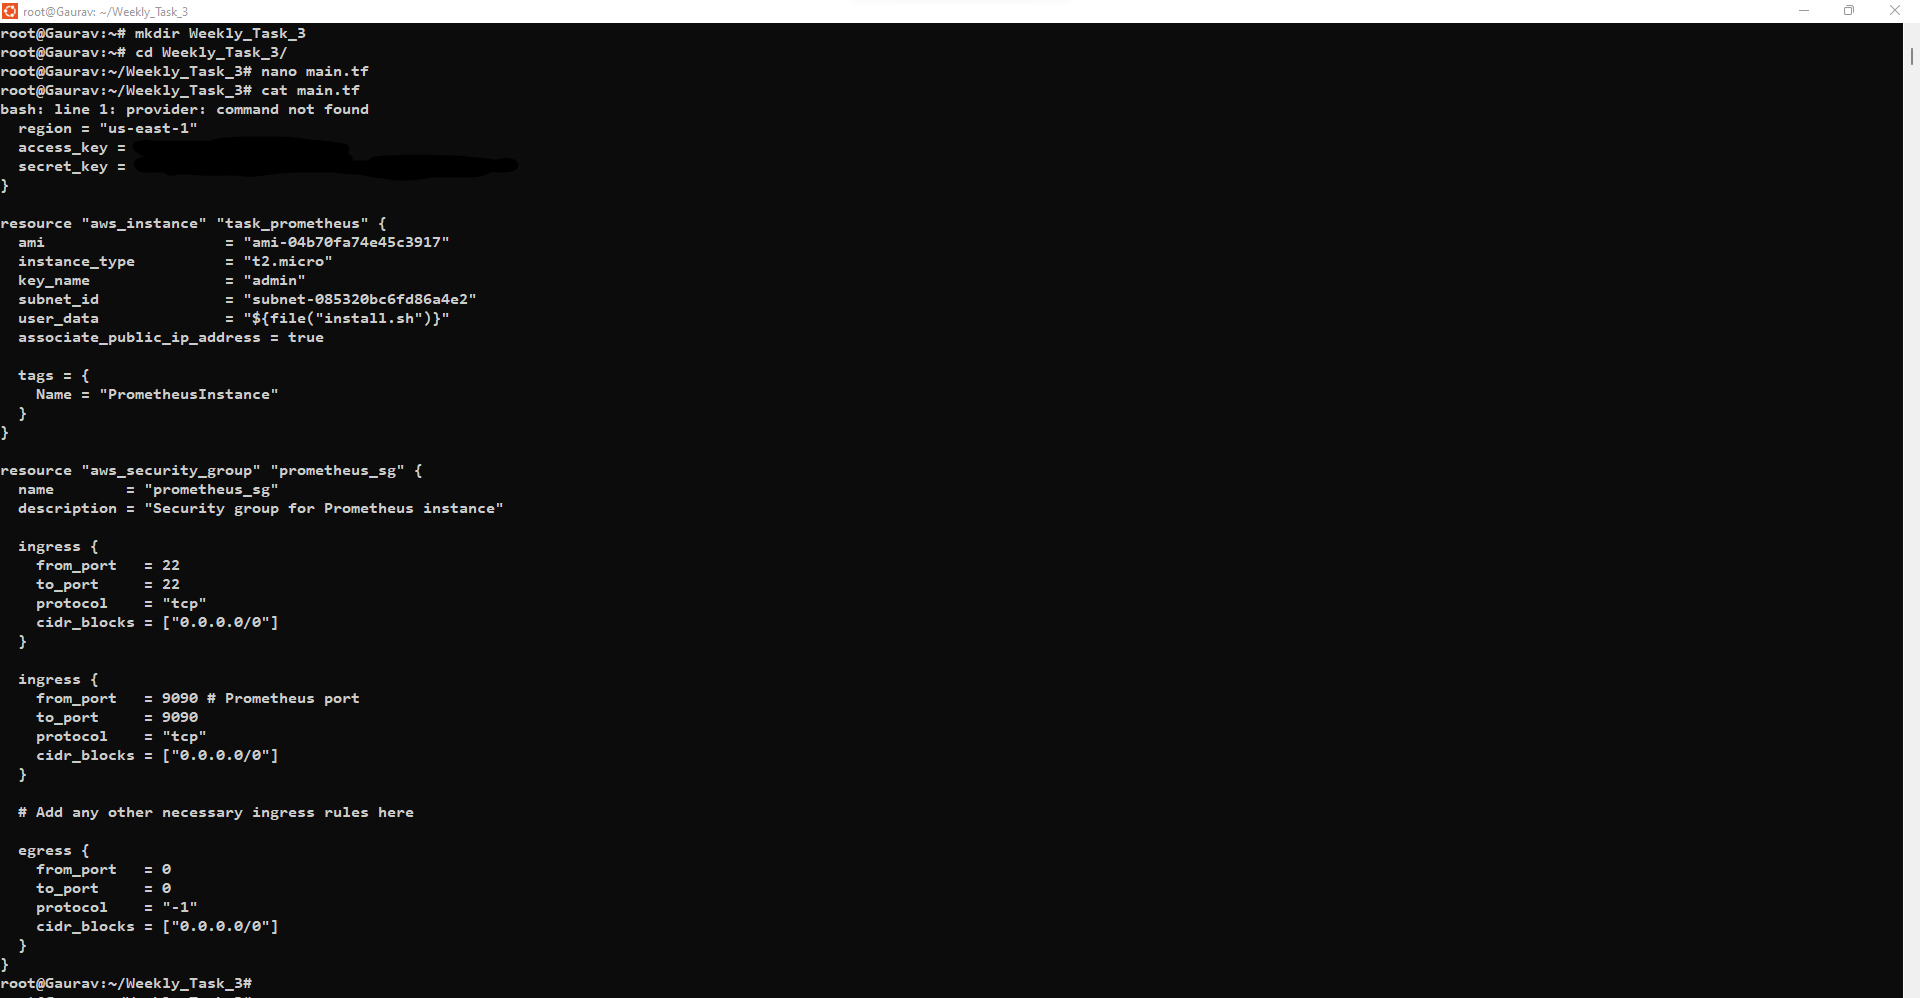 root@Gaurav: ~/Weekly_Task_3
root@Gaurav:~# mkdir Weekly_Task_3
root@Gaurav:~# cd Weekly_Task_3/
root@Gaurav:~/Weekly_Task_3# nano main.tf
root@Gaurav:~/Weekly_Task_3# cat main.tf
bash: line 1: provider: command not found
  region = "us-east-1"
  access_key =
  secret_key =
}

resource "aws_instance" "task_prometheus" {
  ami                    = "ami-04b70fa74e45c3917"
  instance_type          = "t2.micro"
  key_name               = "admin"
  subnet_id              = "subnet-085320bc6fd86a4e2"
  user_data              = "${file("install.sh")}"
  associate_public_ip_address = true

  tags = {
    Name = "PrometheusInstance"
  }
}

resource "aws_security_group" "prometheus_sg" {
  name        = "prometheus_sg"
  description = "Security group for Prometheus instance"

  ingress {
    from_port   = 22
    to_port     = 22
    protocol    = "tcp"
    cidr_blocks = ["0.0.0.0/0"]
  }

  ingress {
    from_port   = 9090 # Prometheus port
    to_port     = 9090
    protocol    = "tcp"
    cidr_blocks = ["0.0.0.0/0"]
  }

  # Add any other necessary ingress rules here

  egress {
    from_port   = 0
    to_port     = 0
    protocol    = "-1"
    cidr_blocks = ["0.0.0.0/0"]
  }
}
root@Gaurav:~/Weekly_Task_3#